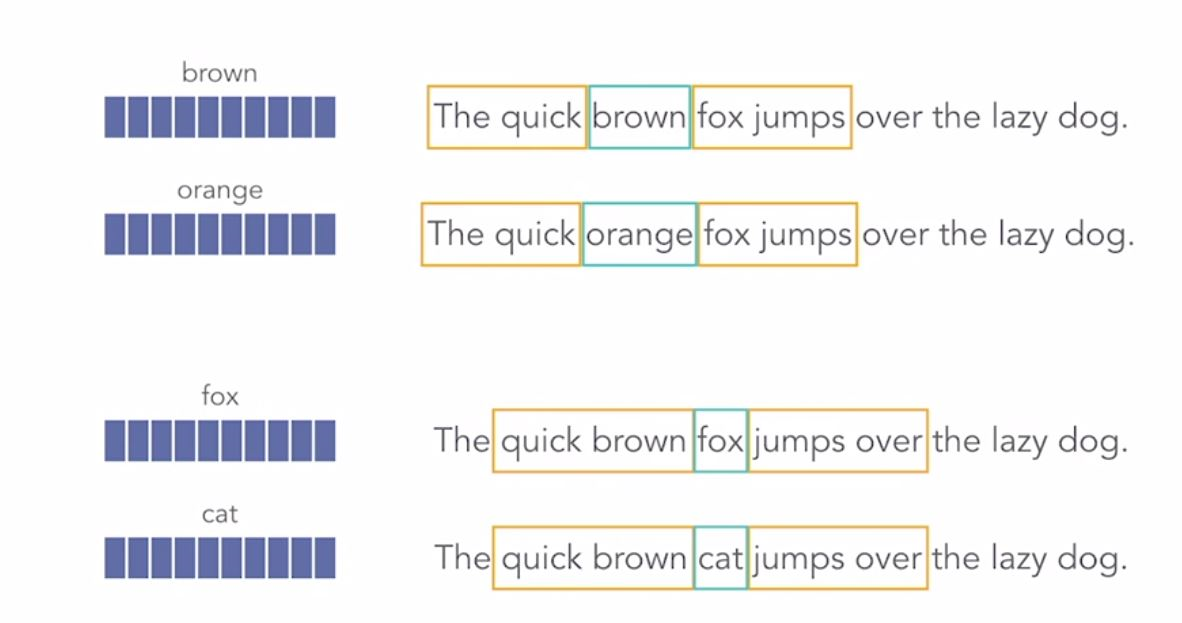 brown
The quick brown fox jumps over the lazy dog.
orange
The quick orange fox jumps over the lazy dog.
fox
The quick brown fox jumps over the lazy dog.
cat
The quick brown cat jumps over the lazy dog.